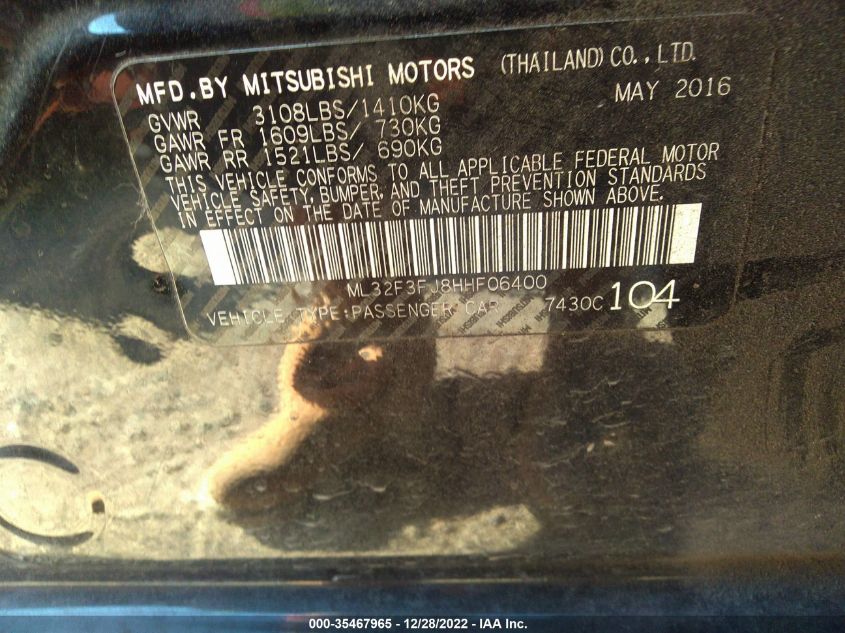 MFD.BY MITSUBISHI MOTORS (THAILAND) CO., LTD.
MAY 2016
GVWR 3108LBS/1410KG
GAWR FR 1609LBS/ 730KG
GAWR RR 1521LBS/ 690KG
THIS VEHICLE CONFORMS TO ALL APPLICABLE FEDERAL MOTOR
VEHICLE SAFETY, BUMPER, AND THEFT PREVENTION STANDARDS
IN EFFECT ON THE DATE OF MANUFACTURE SHOWN ABOVE.
ML32F3FJ8HHF06400
VEHICLE TYPE:PASSENGER CAR 7430C 104
000-35467965 - 12/28/2022 - IAA Inc.